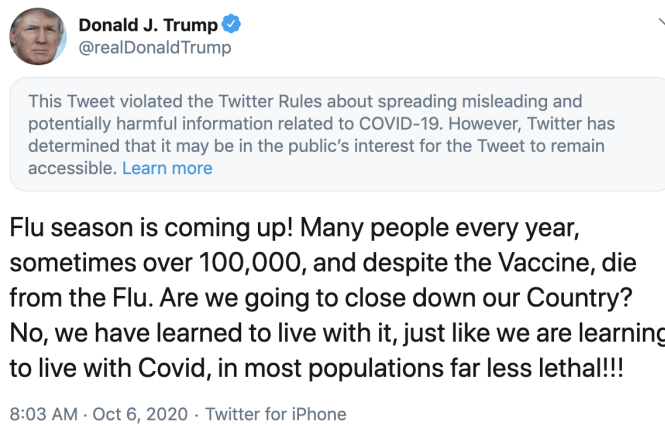 Donald J. Trump
@realDonaldTrump
This Tweet violated the Twitter Rules about spreading misleading and
potentially harmful information related to COVID-19. However, Twitter has
determined that it may be in the public’s interest for the Tweet to remain
accessible. Learn more
Flu season is coming up! Many people every year,
sometimes over 100,000, and despite the Vaccine, die
from the Flu. Are we going to close down our Country?
No, we have learned to live with it, just like we are learning
to live with Covid, in most populations far less lethal!!!
8:03 AM · Oct 6, 2020 · Twitter for iPhone